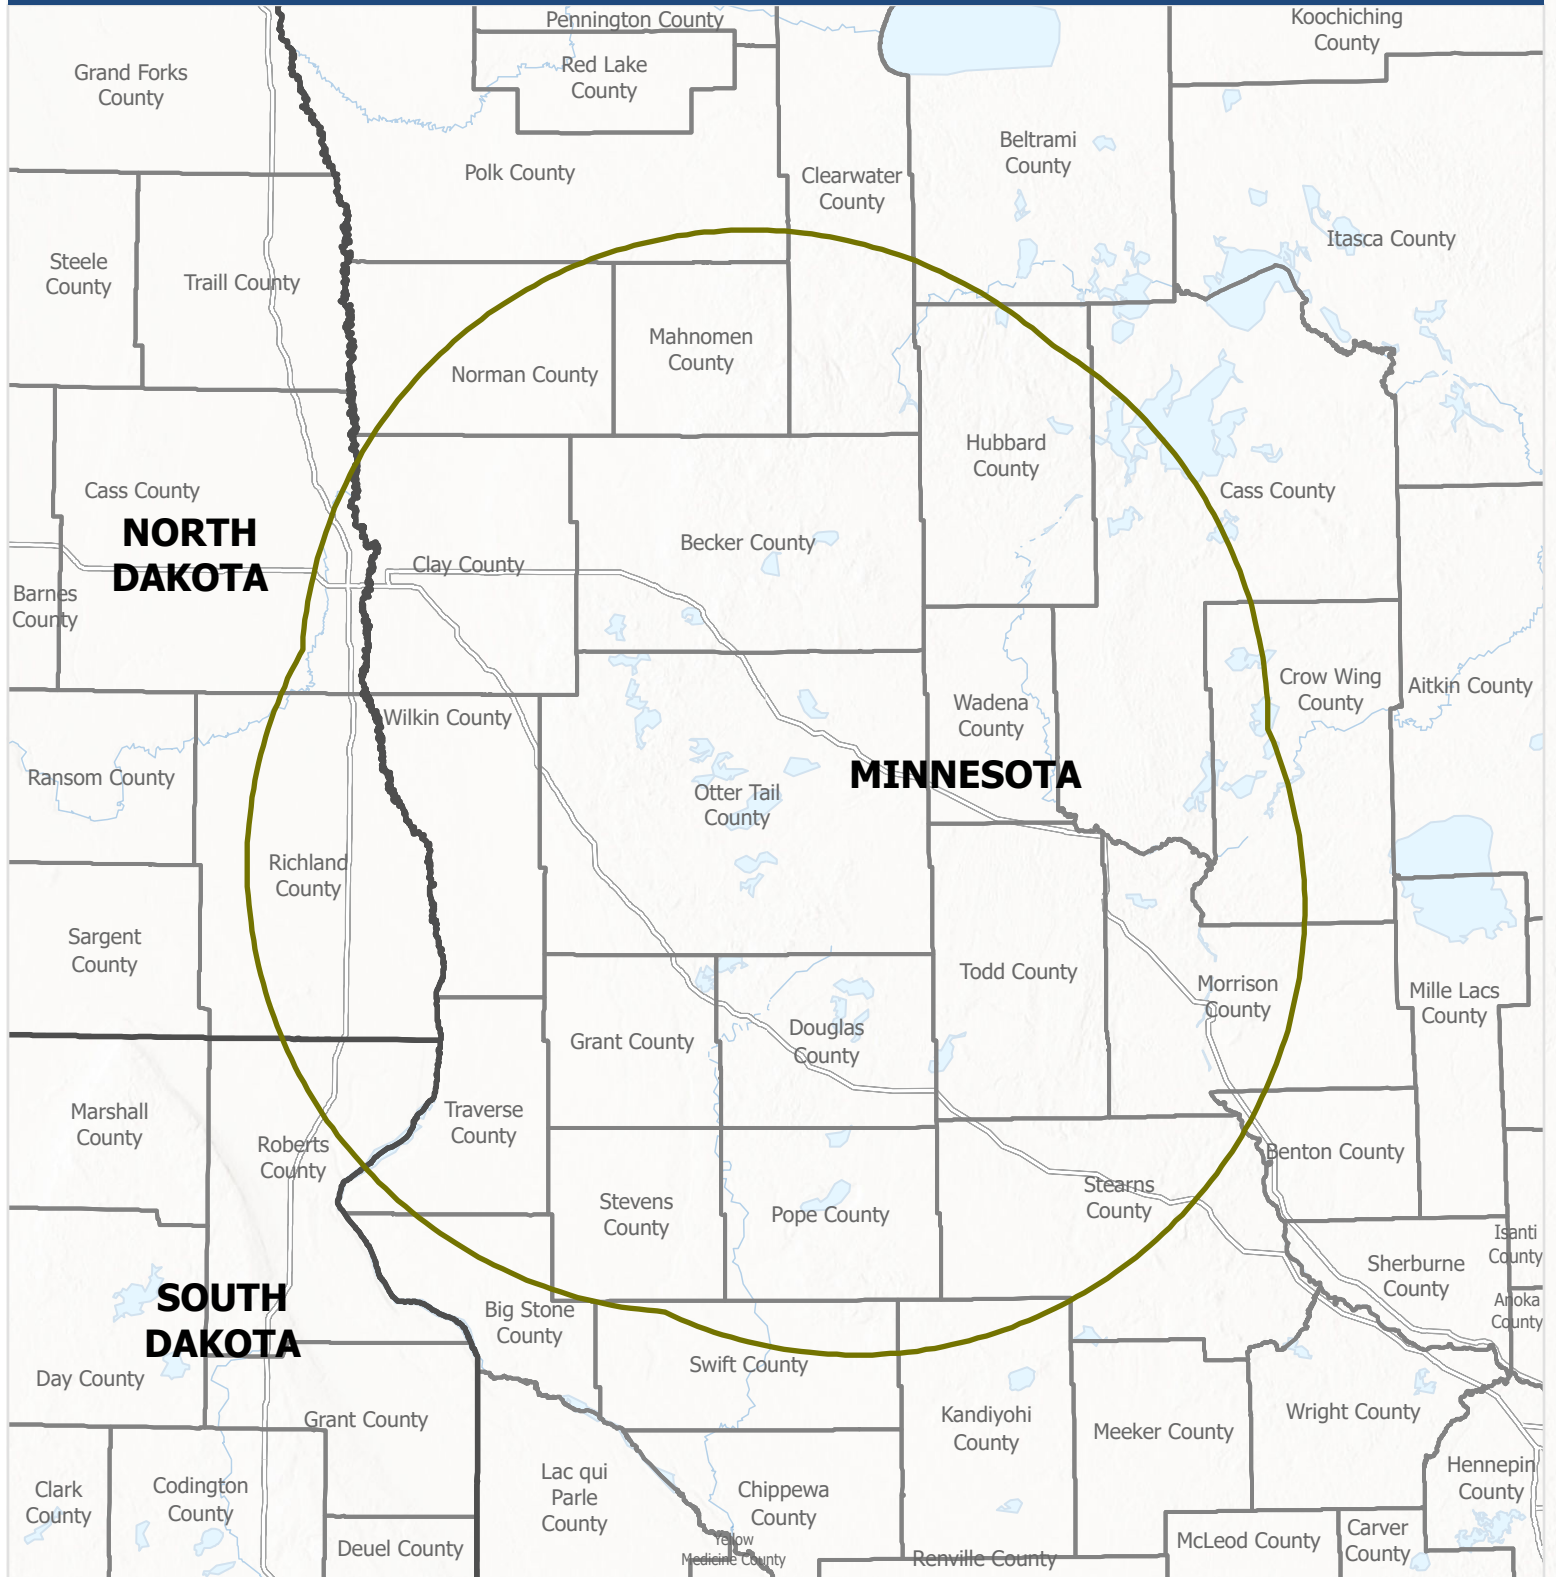 Pennington County
Koochiching
County
Grand Forks
County
Red Lake
County
Beltrami
County
Polk County
Clearwater
County
Itasca County
Steele
County
Traill County
Mahnomen
County
Norman County
Hubbard
County
Cass County
Cass County
NORTH
DAKOTA
Becker County
Clay County
Barnes
County
Crow Wing
County
Aitkin County
Wadena
County
Wilkin County
Ransom County
MINNESOTA
Otter Tail
County
Richland
County
Sargent
County
Todd County
Morrison
County
Mille Lacs
County
Grant County
Douglas
County
Marshall
County
Traverse
County
Roberts
County
Benton County
Stearns
County
Stevens
County
Pope County
Isanti
County
Sherburne
County
SOUTH
DAKOTA
Big Stone
County
Anoka
County
Swift County
Day County
Grant County
Kandiyohi
County
Meeker County
Wright County
Hennepin
County
Clark
County
Codington
County
Lac qui
Parle
County
Chippewa
County
Deuel County
Yellow
Medicine County
Renville County
McLeod County
Carver
County